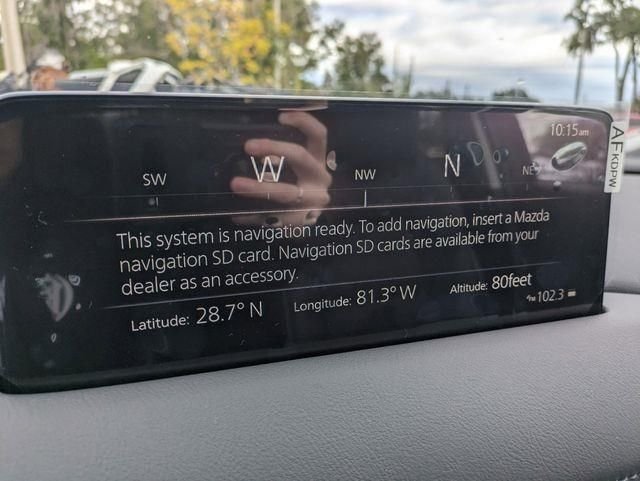 10:15am
SW W NW N NE
This system is navigation ready. To add navigation, insert a Mazda
navigation SD card. Navigation SD cards are available from your
dealer as an accessory.
Latitude: 28.7° N Longitude: 81.3° W Altitude: 80feet
FM 102.3
AFKDPW